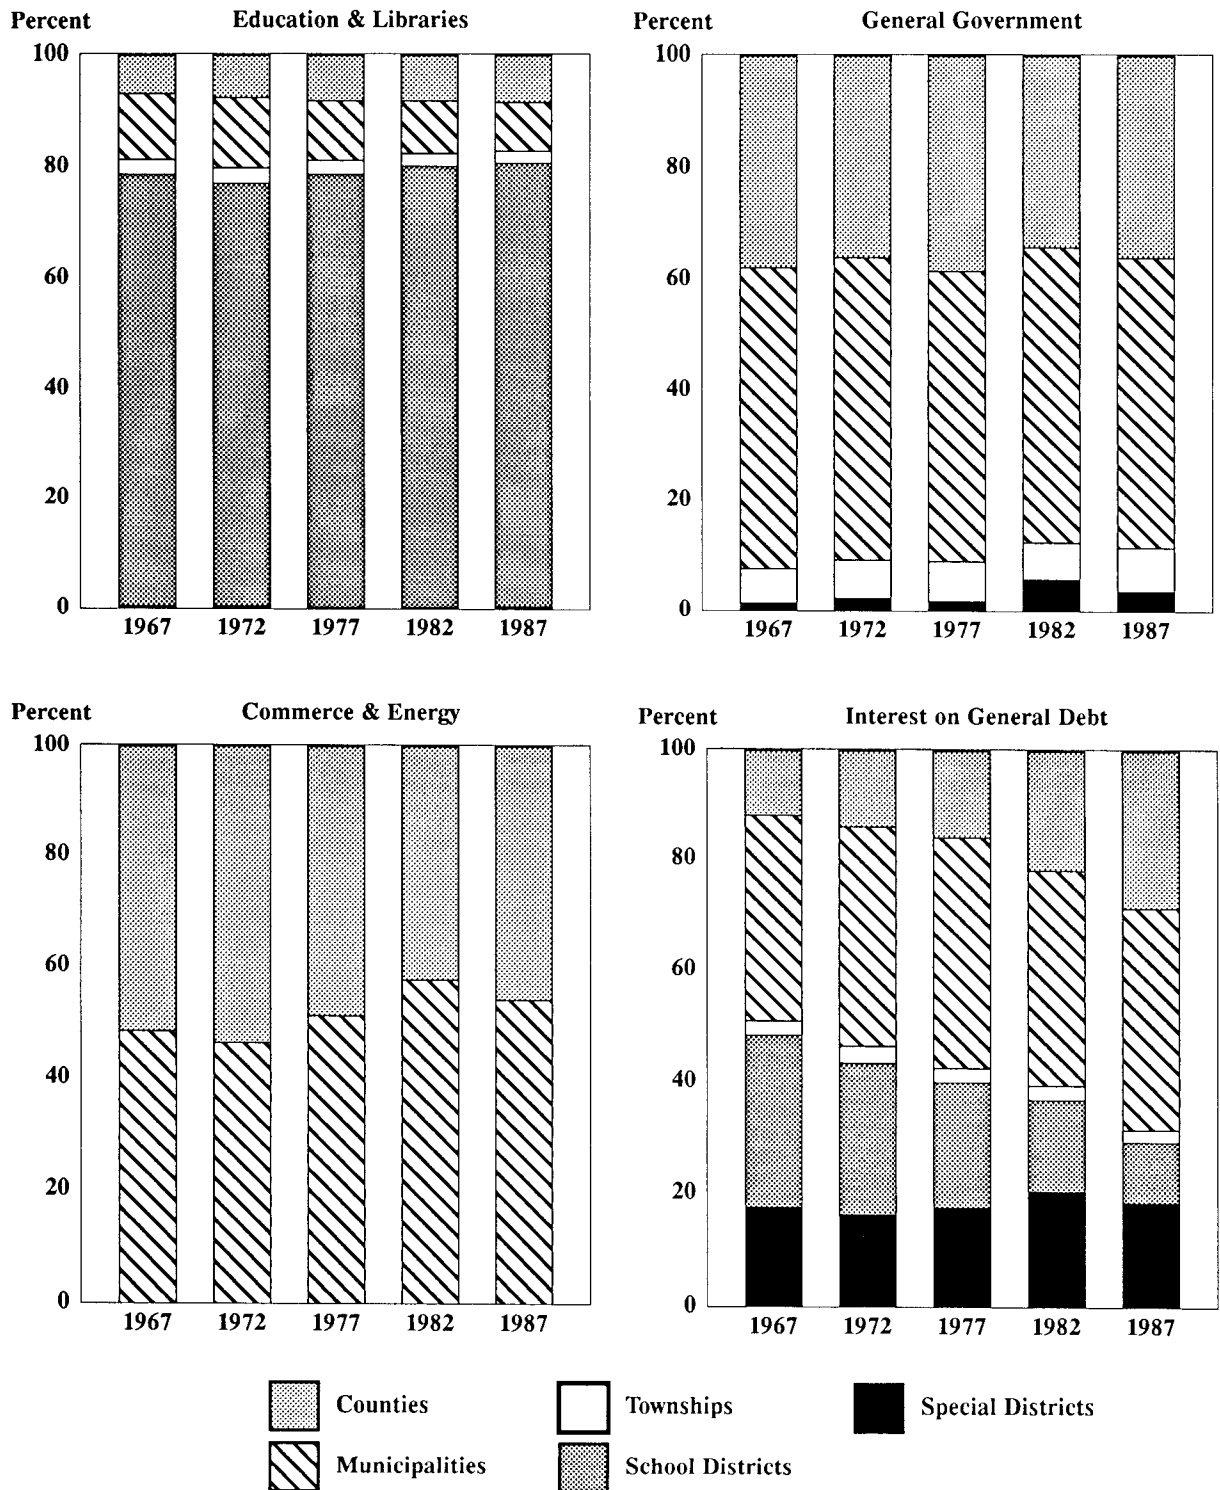 Percent
Education & Libraries
100
80
60
40
20
0
1967 1972 1977 1982 1987
Percent
General Government
100
80
60
40
20
0
1967 1972 1977 1982 1987
Percent
Commerce & Energy
100
80
60
40
20
0
1967 1972 1977 1982 1987
Percent
Interest on General Debt
100
80
60
40
20
0
1967 1972 1977 1982 1987
Counties
Townships
Special Districts
Municipalities
School Districts